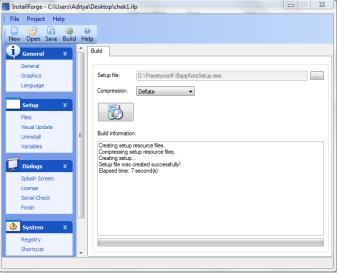 InstallForge - C:\Users\Aditya\Desktop\chek1.ifp
File Project Help
New Open Save Build Help
General
General
Graphics
Language
Setup
Files
Visual Update
Uninstall
Variables
Dialogs
Splash Screen
License
Serial-Check
Finish
System
Registry
Shortcuts
Build
Setup file: D:\Prasetyosoft\BajajKotaSetup.exe ...
Compression: Deflate
Build information:
Creating setup resource files..
Compressing setup resource files..
Creating setup...
Setup file was created successfully!
Elapsed time: 7 second(s)